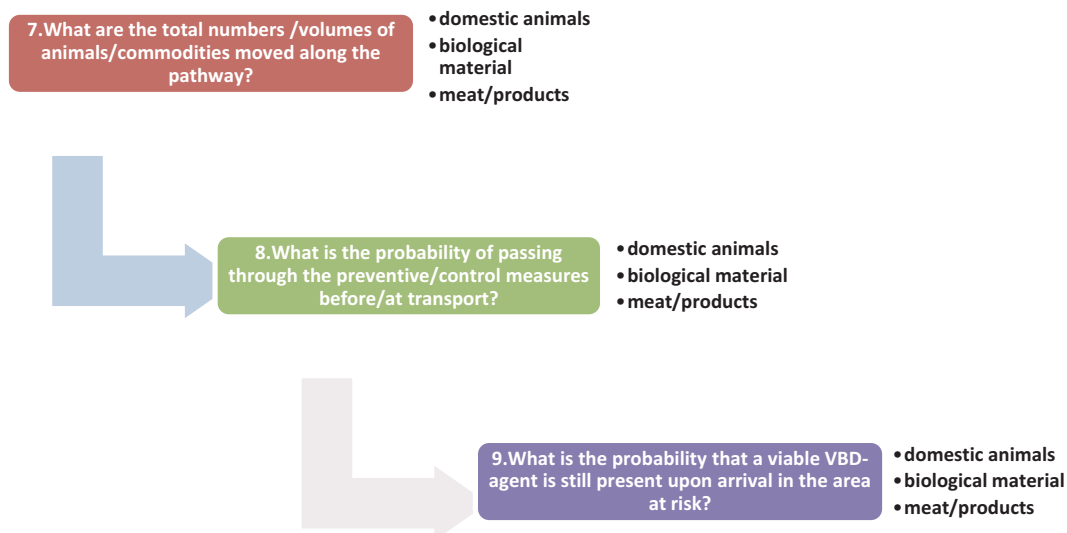 7.What are the total numbers /volumes of
animals/commodities moved along the
pathway?
•domestic animals
•biological
material
•meat/products
8.What is the probability of passing
through the preventive/control measures
before/at transport?
•domestic animals
•biological material
•meat/products
9.What is the probability that a viable VBD-
agent is still present upon arrival in the area
at risk?
•domestic animals
•biological material
•meat/products